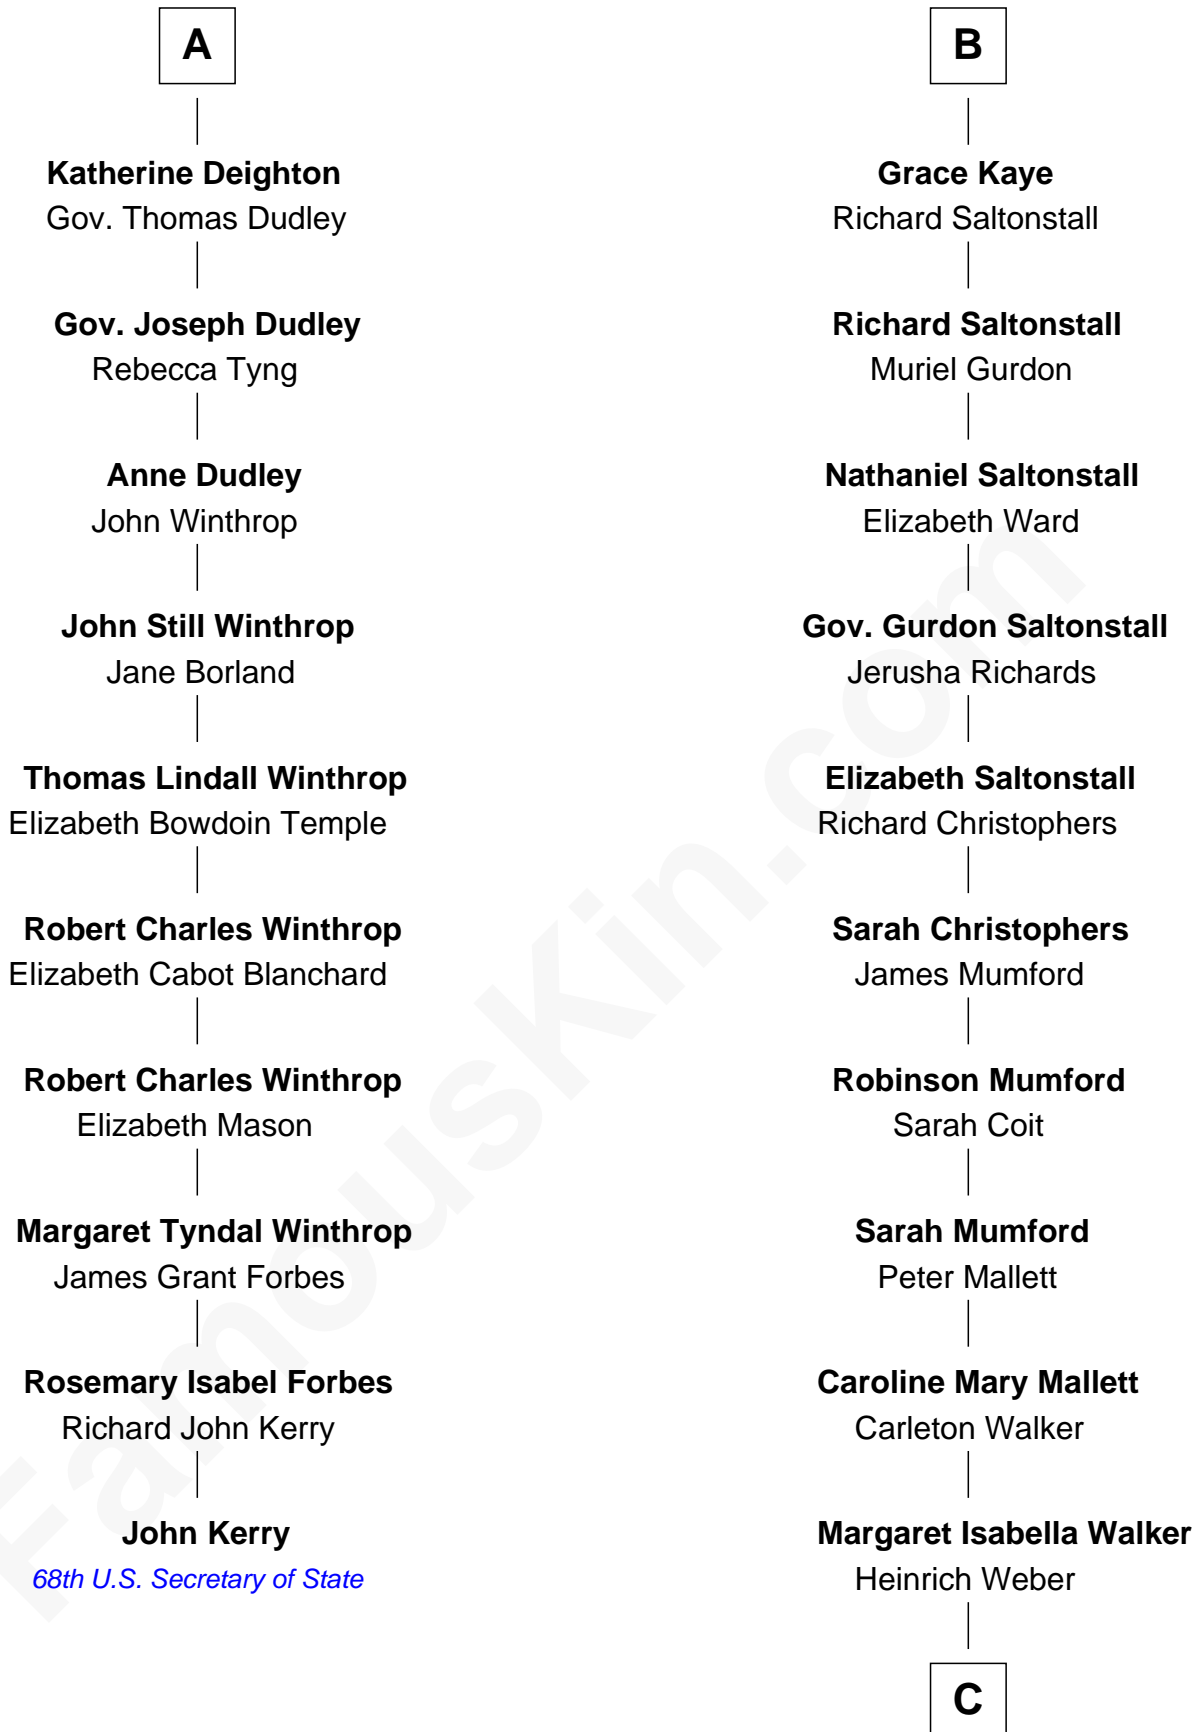 A
Katherine Deighton
Gov. Thomas Dudley
Gov. Joseph Dudley
Rebecca Tyng
Anne Dudley
John Winthrop
John Still Winthrop
Jane Borland
Thomas Lindall Winthrop
Elizabeth Bowdoin Temple
Robert Charles Winthrop
Elizabeth Cabot Blanchard
Robert Charles Winthrop
Elizabeth Mason
Margaret Tyndal Winthrop
James Grant Forbes
Rosemary Isabel Forbes
Richard John Kerry
John Kerry
68th U.S. Secretary of State
B
Grace Kaye
Richard Saltonstall
Richard Saltonstall
Muriel Gurdon
Nathaniel Saltonstall
Elizabeth Ward
Gov. Gurdon Saltonstall
Jerusha Richards
Elizabeth Saltonstall
Richard Christophers
Sarah Christophers
James Mumford
Robinson Mumford
Sarah Coit
Sarah Mumford
Peter Mallett
Caroline Mary Mallett
Carleton Walker
Margaret Isabella Walker
Heinrich Weber
C
FamousKin.com